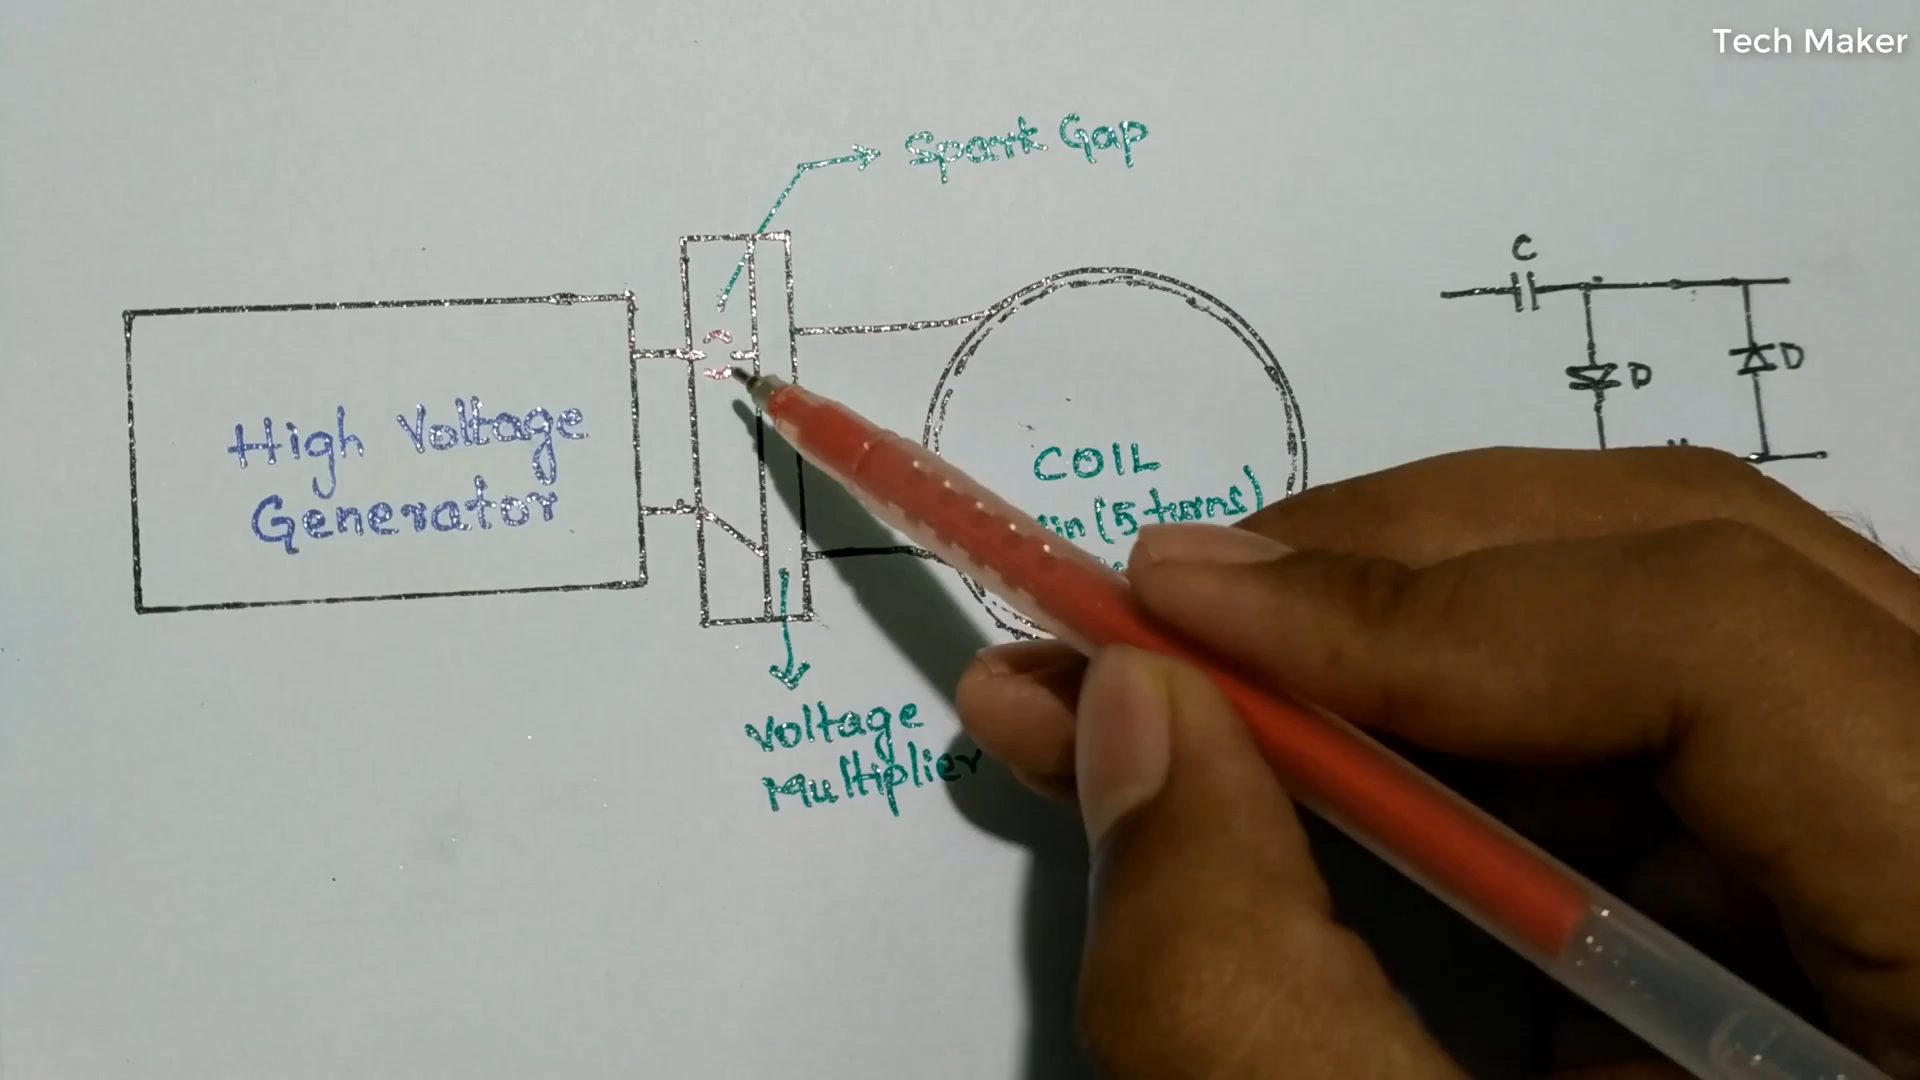 Tech Maker
Spark Gap
C
D
D
High Voltage
Generator
COIL
(5 turns)
Voltage
Multiplier